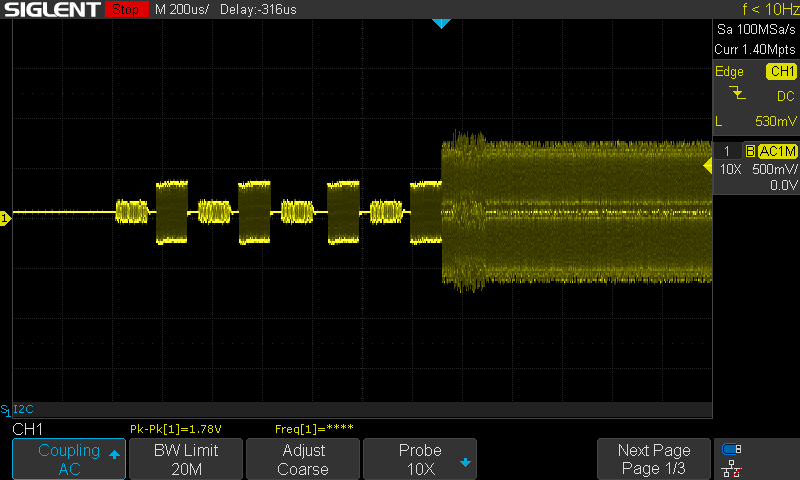 SIGLENT Stop M 200us/ Delay:-316us f < 10Hz
Sa 100MSa/s
Curr 1.40Mpts
Edge CH1
DC
L 530mV
1 B AC1M
10X 500mV/
0.0V
1
S1 I2C
CH1 Pk-Pk[1]=1.78V Freq[1]=****
Coupling BW Limit Adjust Probe Next Page
AC 20M Coarse 10X Page 1/3